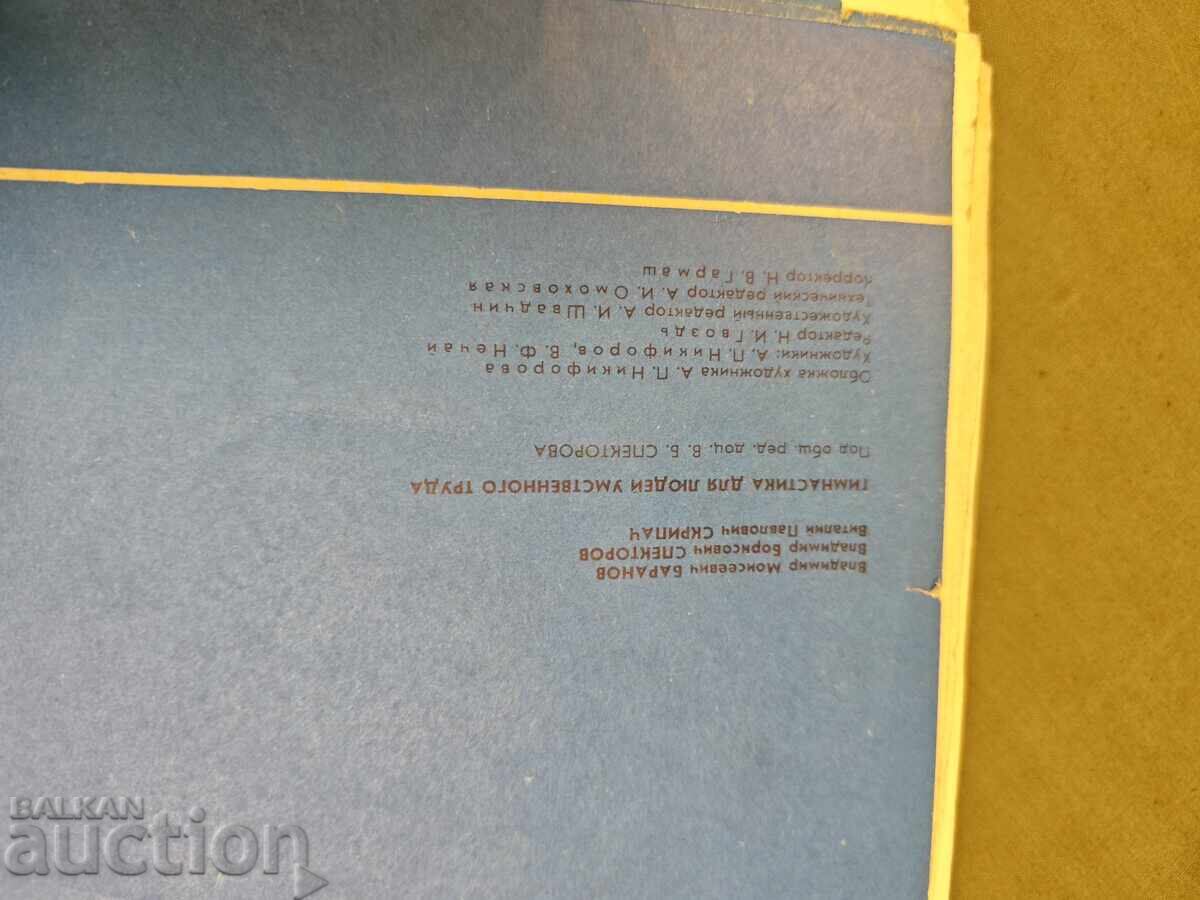 Владимир Моисеевич БАРАНОВ
Владимир Борисович СПЕКТОРОВ
Виталий Павлович СКРИПАЧ
ГИМНАСТИКА ДЛЯ ЛЮДЕЙ УМСТВЕННОГО ТРУДА
Под общ. ред. доц. В. Б. СПЕКТОРОВА
Обложка художника А. П. Никифорова
Художники: А. П. Никифоров, В. Ф. Нечай
Редактор Н. И. Гвоздь
Художественный редактор А. И. Швадчин
Технический редактор А. И. Омоховская
Корректор Н. В. Гармаш
BALKAN
auction